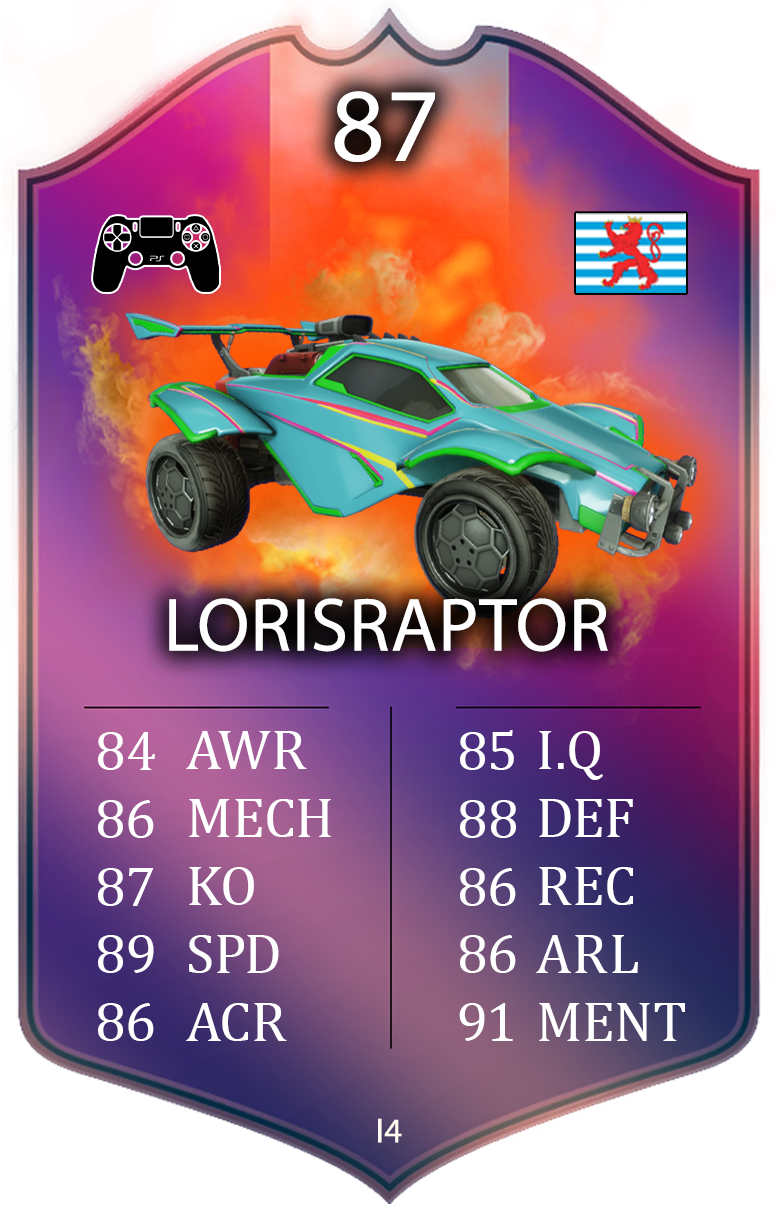 87
PS
LORISRAPTOR
84 AWR
86 MECH
87 KO
89 SPD
86 ACR
85 I.Q
88 DEF
86 REC
86 ARL
91 MENT
I4